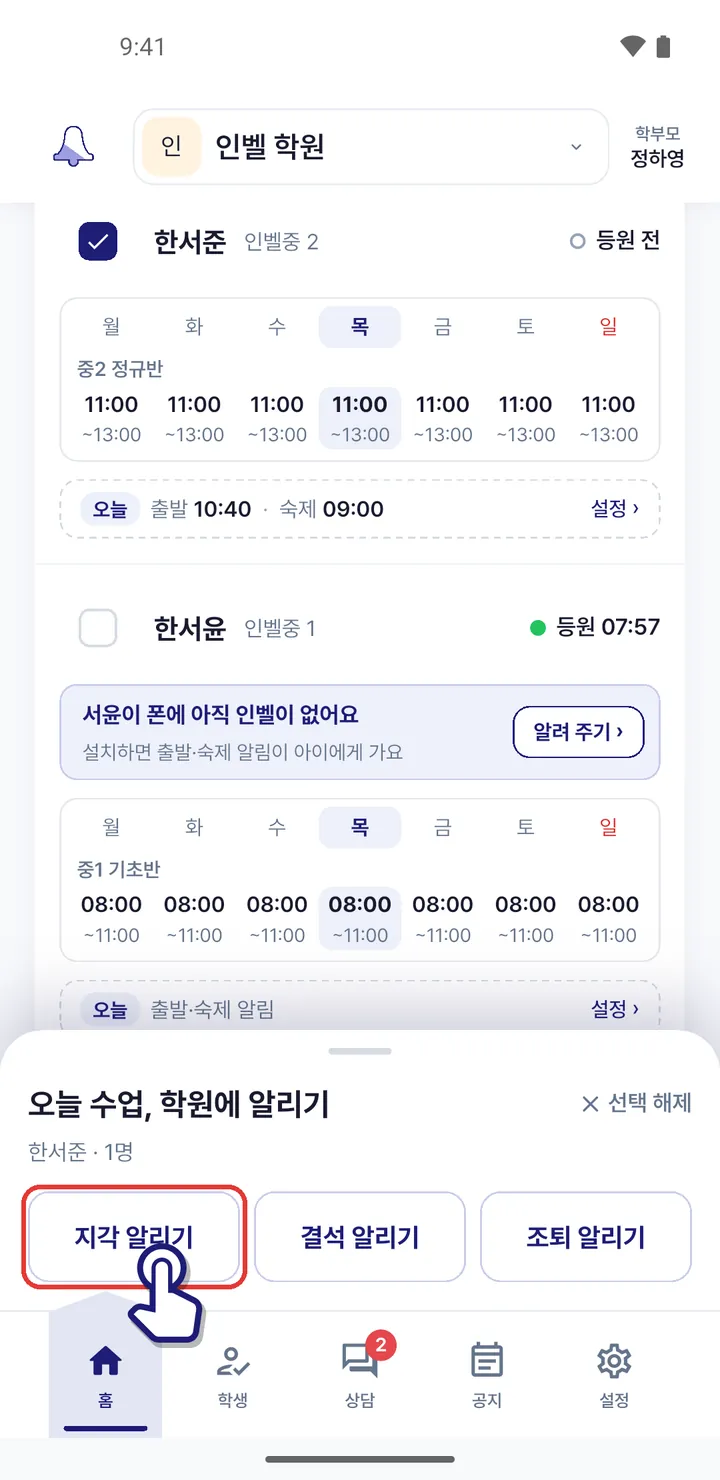 9:41
인 인벨 학원
학부모
정하영
한서준 인벨중 2 등원 전
월 화 수 목 금 토 일
중2 정규반
11:00 11:00 11:00 11:00 11:00 11:00 11:00
~13:00 ~13:00 ~13:00 ~13:00 ~13:00 ~13:00 ~13:00
오늘 출발 10:40 · 숙제 09:00 설정 ›
한서윤 인벨중 1 등원 07:57
서윤이 폰에 아직 인벨이 없어요
설치하면 출발·숙제 알림이 아이에게 가요
알려 주기 ›
월 화 수 목 금 토 일
중1 기초반
08:00 08:00 08:00 08:00 08:00 08:00 08:00
~11:00 ~11:00 ~11:00 ~11:00 ~11:00 ~11:00 ~11:00
오늘 출발·숙제 알림 설정 ›
오늘 수업, 학원에 알리기 × 선택 해제
한서준 · 1명
지각 알리기 결석 알리기 조퇴 알리기
2
홈 학생 상담 공지 설정